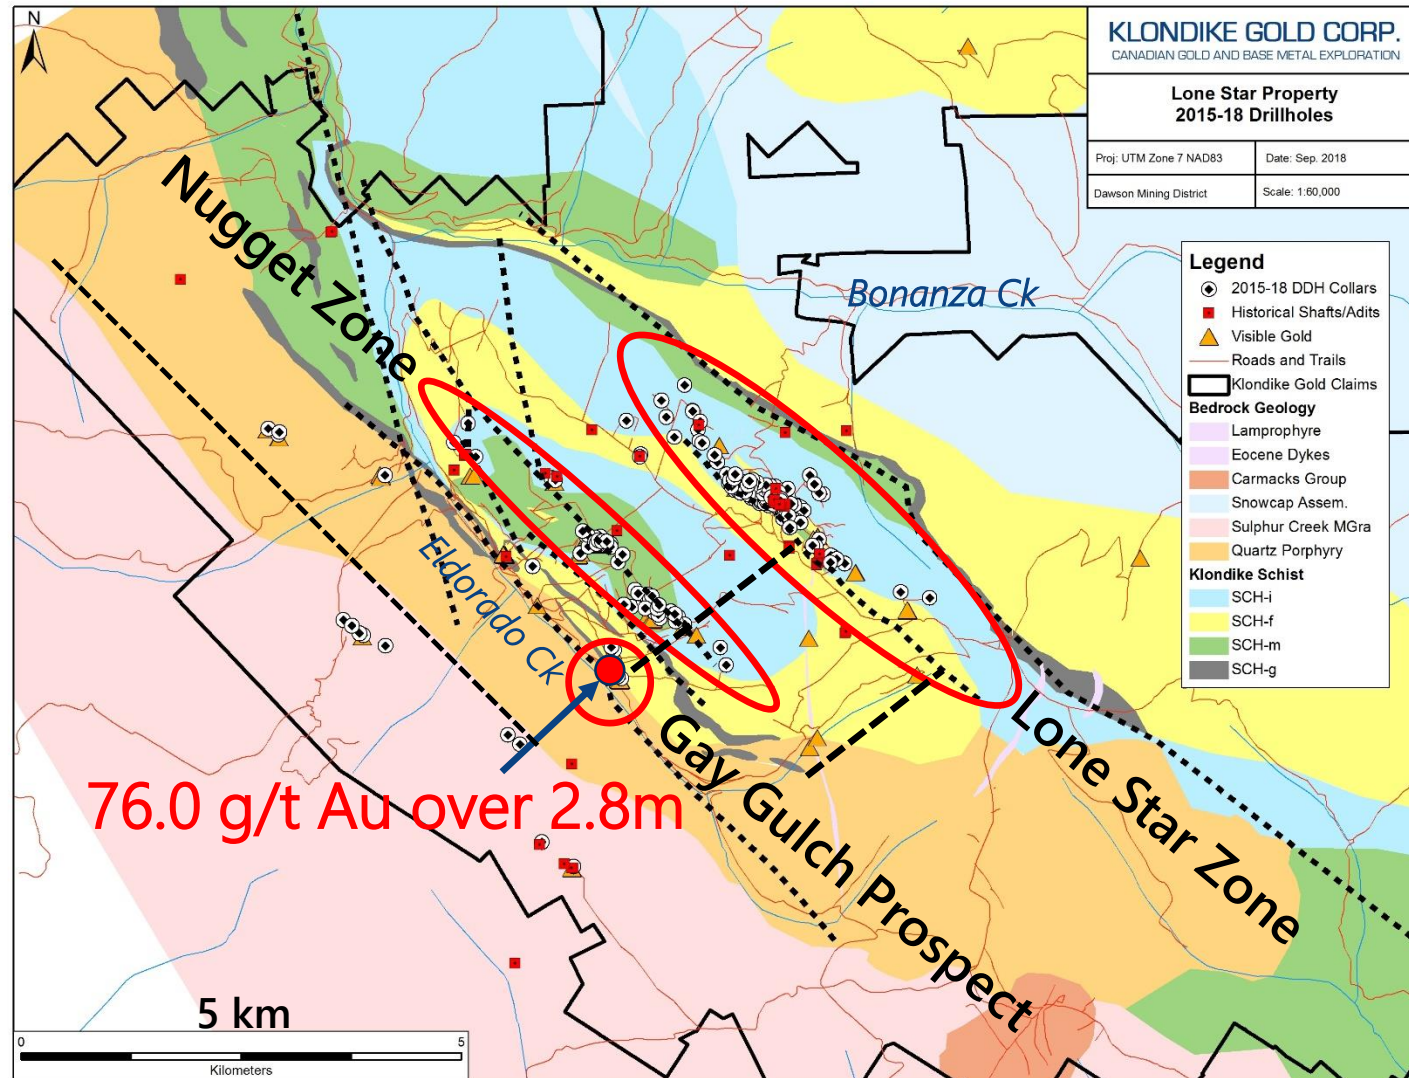 N
KLONDIKE GOLD CORP.
CANADIAN GOLD AND BASE METAL EXPLORATION
Lone Star Property
2015-18 Drillholes
Proj: UTM Zone 7 NAD83
Date: Sep. 2018
Dawson Mining District
Scale: 1:60,000
Nugget Zone
Bonanza Ck
Legend
2015-18 DDH Collars
Historical Shafts/Adits
Visible Gold
Roads and Trails
Klondike Gold Claims
Bedrock Geology
Lamprophyre
Eocene Dykes
Carmacks Group
Snowcap Assem.
Sulphur Creek MGra
Quartz Porphyry
Klondike Schist
SCH-i
SCH-f
SCH-m
SCH-g
Eldorado Ck
Lone Star Zone
Gay Gulch Prospect
76.0 g/t Au over 2.8m
5 km
0 5
Kilometers